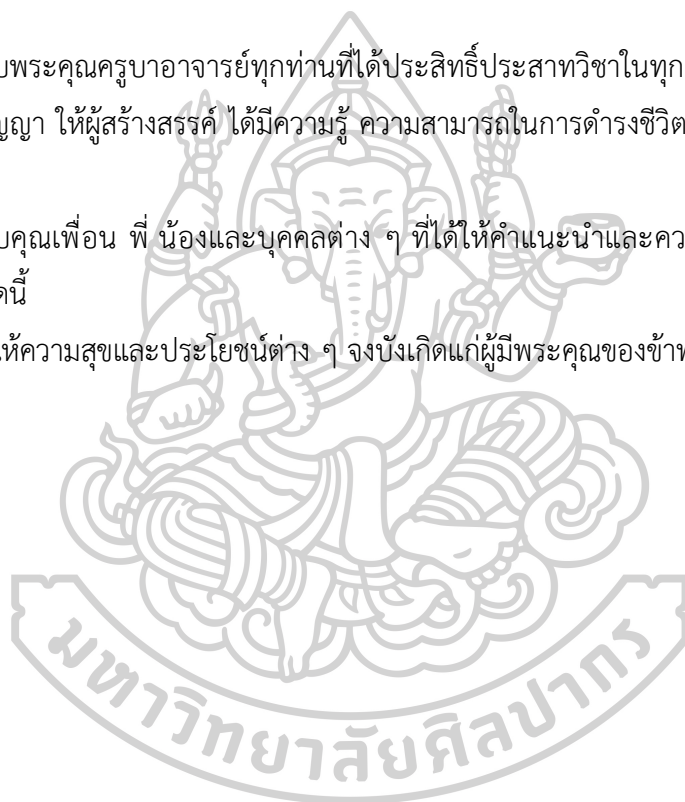 บพระคุณครูบาอาจารย์ทุกท่านที่ได้ประสิทธิ์ประสาทวิชาในทุก
ญญา ให้ผู้สร้างสรรค์ ได้มีความรู้ ความสามารถในการดำรงชีวิต
บคุณเพื่อน พี่ น้องและบุคคลต่าง ๆ ที่ได้ให้คำแนะนำและคว
ดนี้
ห้ความสุขและประโยชน์ต่าง ๆ จงบังเกิดแก่ผู้มีพระคุณของข้าพ
มหาวิทยาลัยศิลปากร